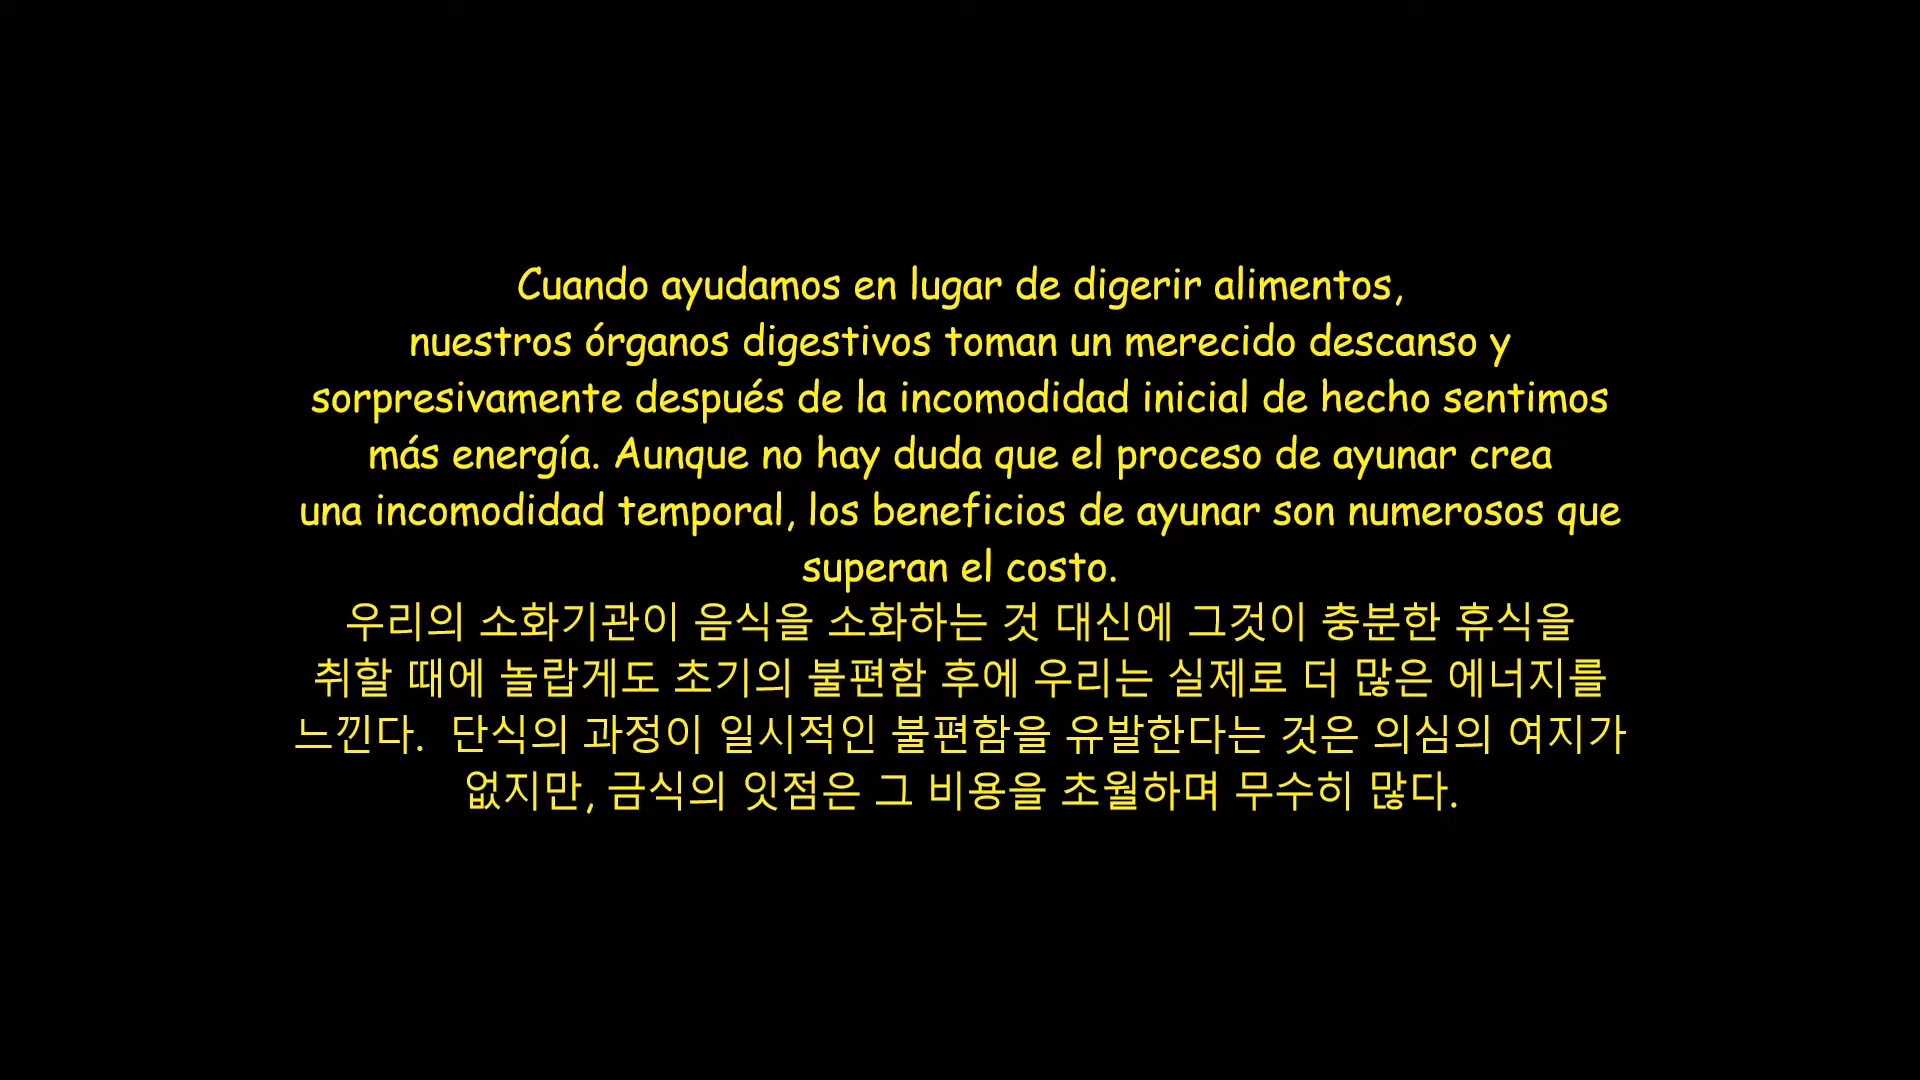 Cuando ayudamos en lugar de digerir alimentos,
nuestros órganos digestivos toman un merecido descanso y
sorpresivamente después de la incomodidad inicial de hecho sentimos
más energía. Aunque no hay duda que el proceso de ayunar crea
una incomodidad temporal, los beneficios de ayunar son numerosos que
superan el costo.
우리의 소화기관이 음식을 소화하는 것 대신에 그것이 충분한 휴식을
취할 때에 놀랍게도 초기의 불편함 후에 우리는 실제로 더 많은 에너지를
느낀다.  단식의 과정이 일시적인 불편함을 유발한다는 것은 의심의 여지가
없지만, 금식의 잇점은 그 비용을 초월하며 무수히 많다.